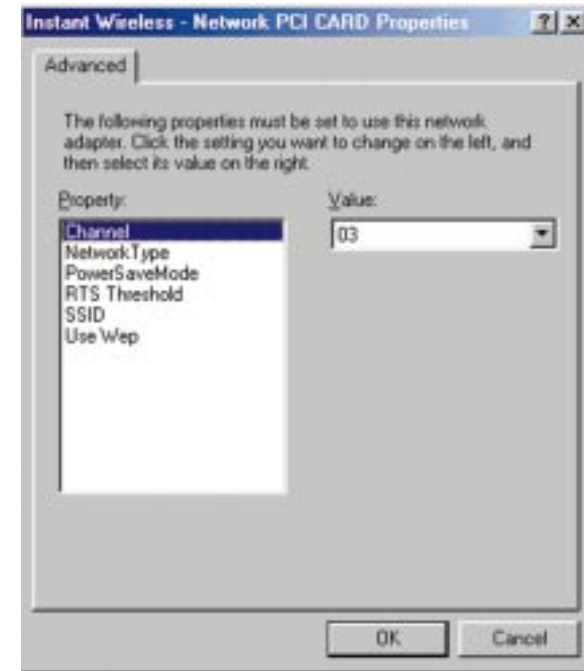 Instant Wireless - Network PCI CARD Properties
Advanced
The following properties must be set to use this network
adapter. Click the setting you want to change on the left, and
then select its value on the right.
Property:
Value:
Channel
03
NetworkType
PowerSaveMode
RTS Threshold
SSID
Use Wep
OK
Cancel